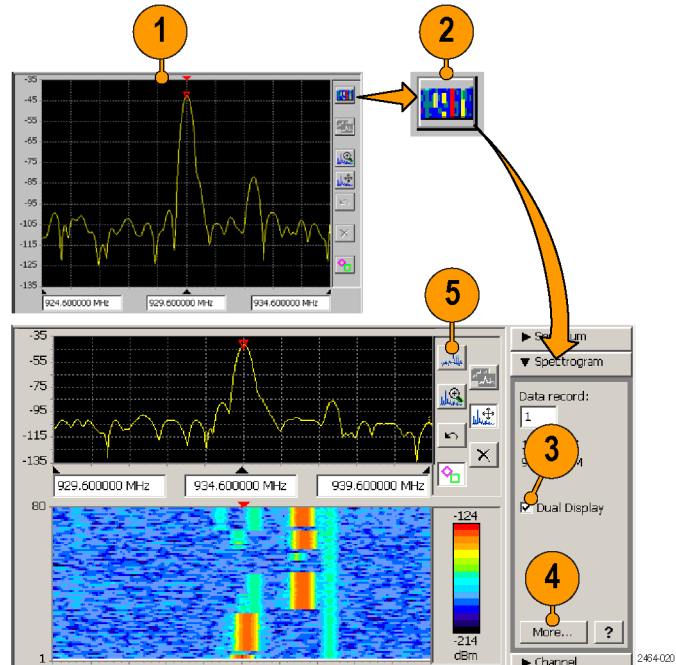 1
2
-35
-45
-55
-65
-75
-85
-95
-105
-115
-125
-135
924.600000 MHz
929.600000 MHz
934.600000 MHz
5
-35
-55
-75
-95
-115
-135
929.600000 MHz
934.600000 MHz
939.600000 MHz
Spectrogram
Data record:
1
3
Dual Display
80
1
-124
-214
dBm
4
More...
?
Channel
2464-020